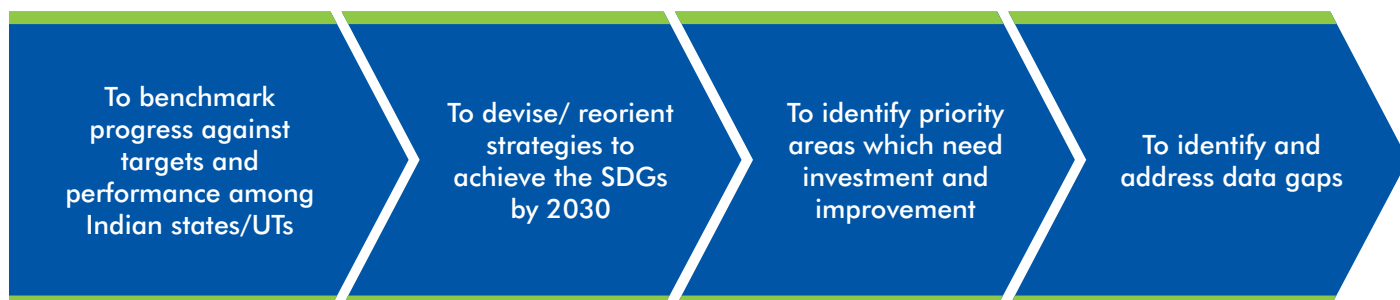 To benchmark
progress against
targets and
performance among
Indian states/UTs
To devise/ reorient
strategies to
achieve the SDGs
by 2030
To identify priority
areas which need
investment and
improvement
To identify and
address data gaps